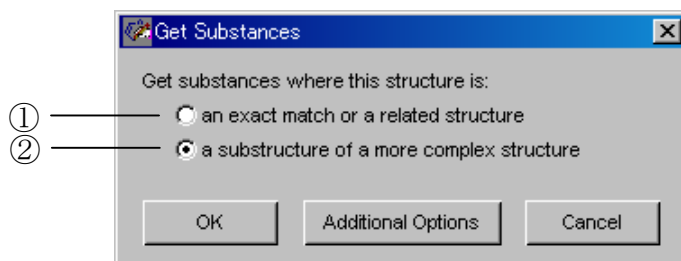 Get Substances
Get substances where this structure is:
① an exact match or a related structure
② a substructure of a more complex structure
OK Additional Options Cancel